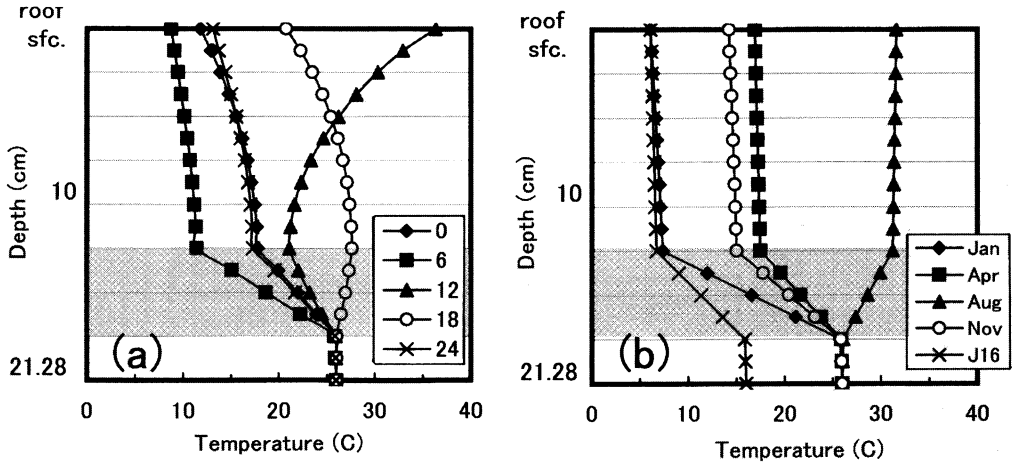 roof
sfc.
Depth (cm)
10
21.28
(a)
0
6
12
18
24
0 10 20 30 40
Temperature (C)
roof
sfc.
Depth (cm)
10
21.28
(b)
Jan
Apr
Aug
Nov
J16
0 10 20 30 40
Temperature (C)